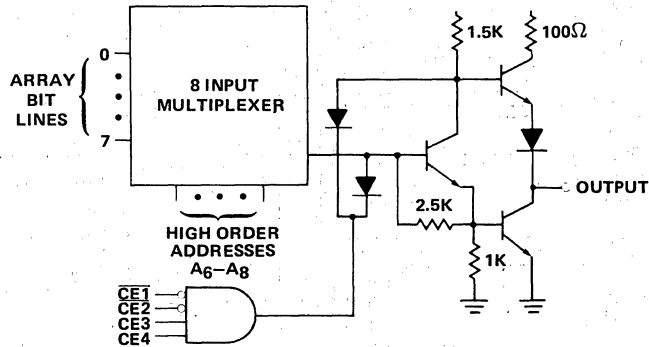 1.5K
100Ω
0
8 INPUT
MULTIPLEXER
ARRAY
BIT
LINES
7
OUTPUT
2.5K
HIGH ORDER
ADDRESSES
A6–A8
1K
CE1
CE2
CE3
CE4